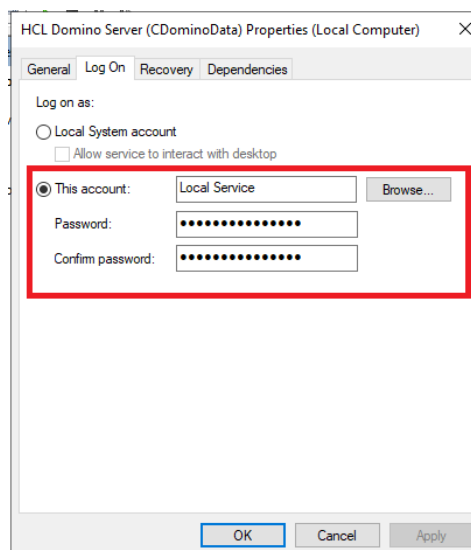 HCL Domino Server (CDominoData) Properties (Local Computer)
General Log On Recovery Dependencies
Log on as:
Local System account
Allow service to interact with desktop
This account: Local Service Browse...
Password: •••••••••••••••
Confirm password: •••••••••••••••
OK Cancel Apply